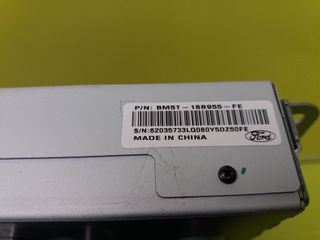 P/N: BM5T-18B955-FE
S/N:62035733LQ080Y5DZ50FE
MADE IN CHINA
Ford